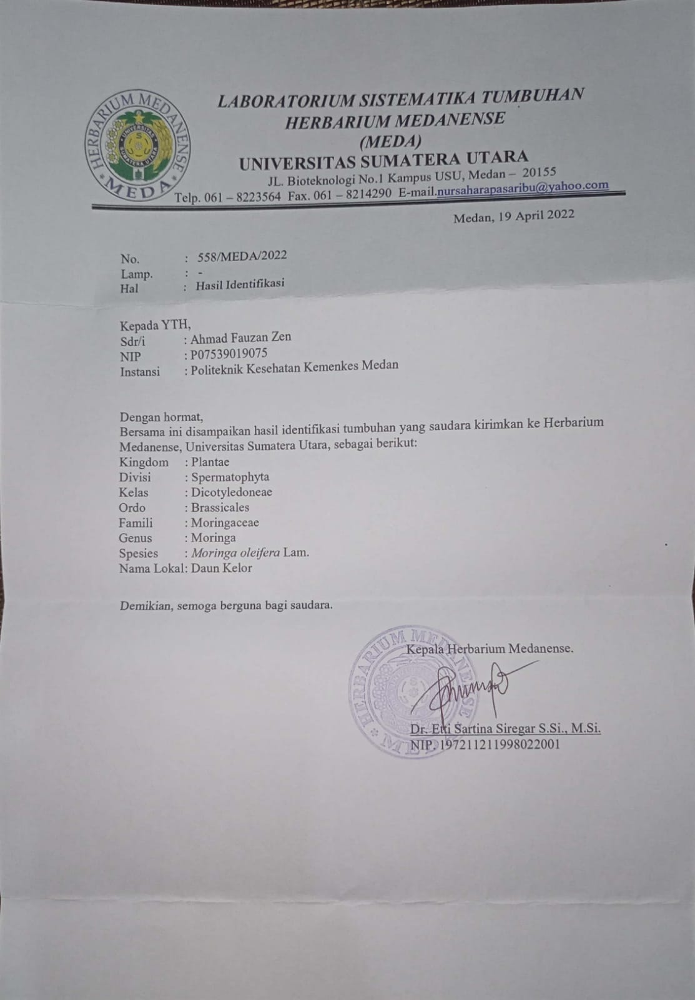 HERBARIUM MEDANENSE
* MEDA *
UNIVERSITAS
SUMATERA UTARA
LABORATORIUM SISTEMATIKA TUMBUHAN
HERBARIUM MEDANENSE
(MEDA)
UNIVERSITAS SUMATERA UTARA
JL. Bioteknologi No.1 Kampus USU, Medan – 20155
Telp. 061 – 8223564 Fax. 061 – 8214290 E-mail.nursaharapasaribu@yahoo.com
Medan, 19 April 2022
No. : 558/MEDA/2022
Lamp. : -
Hal : Hasil Identifikasi
Kepada YTH,
Sdr/i : Ahmad Fauzan Zen
NIP : P07539019075
Instansi : Politeknik Kesehatan Kemenkes Medan
Dengan hormat,
Bersama ini disampaikan hasil identifikasi tumbuhan yang saudara kirimkan ke Herbarium
Medanense, Universitas Sumatera Utara, sebagai berikut:
Kingdom : Plantae
Divisi : Spermatophyta
Kelas : Dicotyledoneae
Ordo : Brassicales
Famili : Moringaceae
Genus : Moringa
Spesies : Moringa oleifera Lam.
Nama Lokal: Daun Kelor
Demikian, semoga berguna bagi saudara.
HERBARIUM MEDANENSE
* MEDA *
Kepala Herbarium Medanense.
Dr. Etti Sartina Siregar S.Si., M.Si.
NIP. 197211211998022001